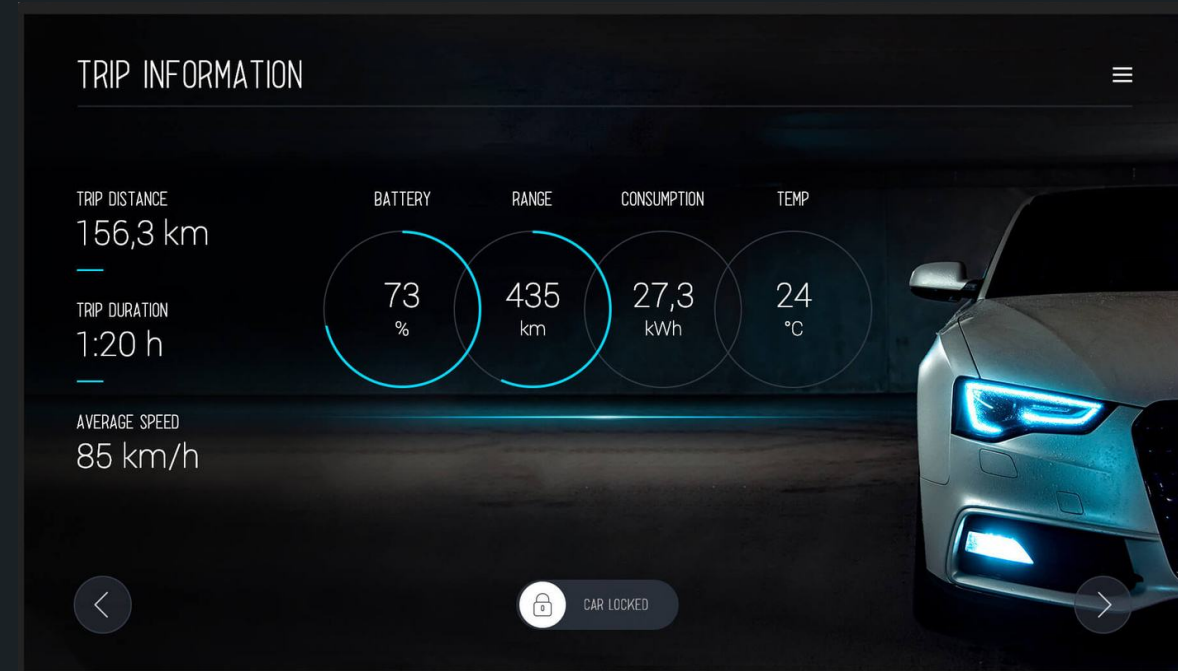 TRIP INFORMATION
TRIP DISTANCE
156,3 km
TRIP DURATION
1:20 h
AVERAGE SPEED
85 km/h
BATTERY
73
%
RANGE
435
km
CONSUMPTION
27,3
kWh
TEMP
24
°C
CAR LOCKED